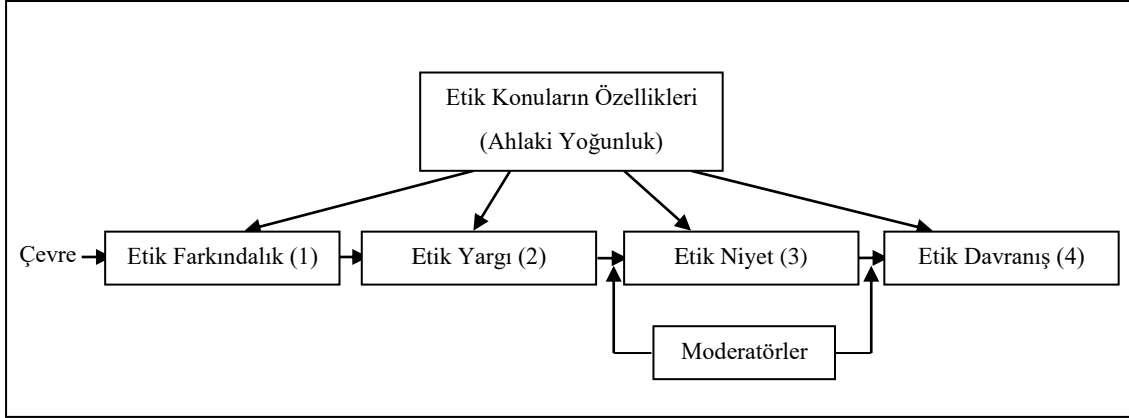 Etik Konuların Özellikleri
(Ahlaki Yoğunluk)
Çevre
Etik Farkındalık (1)
Etik Yargı (2)
Etik Niyet (3)
Etik Davranış (4)
Moderatörler